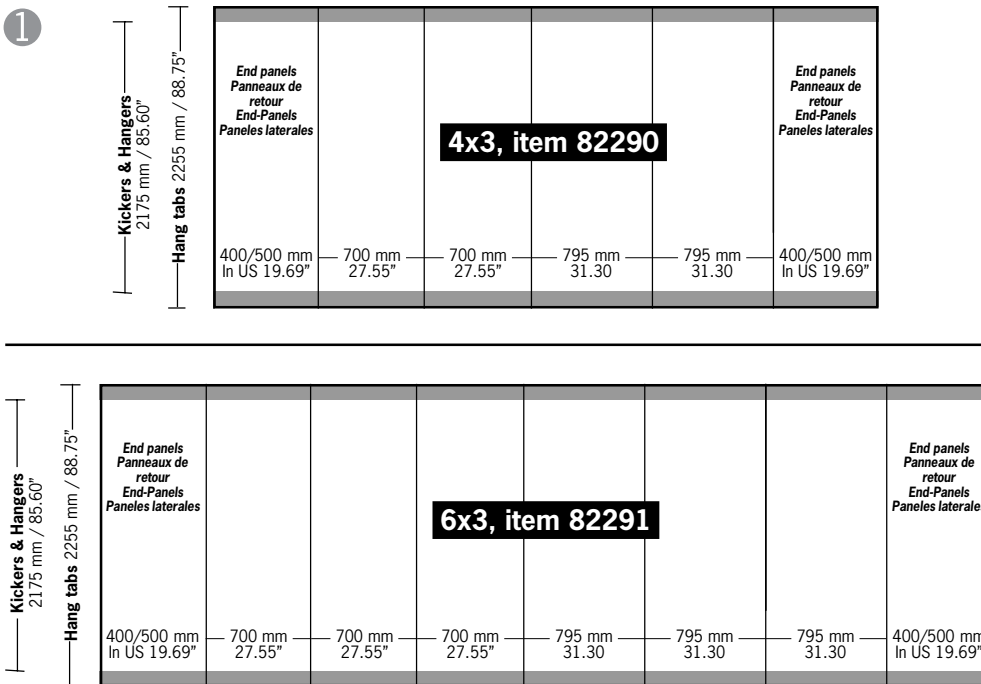 1
Kickers & Hangers
2175 mm / 85.60”
Hang tabs 2255 mm / 88.75”
End panels
Panneaux de
retour
End-Panels
Paneles laterales
4x3, item 82290
End panels
Panneaux de
retour
End-Panels
Paneles laterales
400/500 mm
In US 19.69”
700 mm
27.55”
700 mm
27.55”
795 mm
31.30
795 mm
31.30
400/500 mm
In US 19.69”
Kickers & Hangers
2175 mm / 85.60”
Hang tabs 2255 mm / 88.75”
End panels
Panneaux de
retour
End-Panels
Paneles laterales
6x3, item 82291
End panels
Panneaux de
retour
End-Panels
Paneles laterales
400/500 mm
In US 19.69”
700 mm
27.55”
700 mm
27.55”
700 mm
27.55”
795 mm
31.30
795 mm
31.30
795 mm
31.30
400/500 mm
In US 19.69”